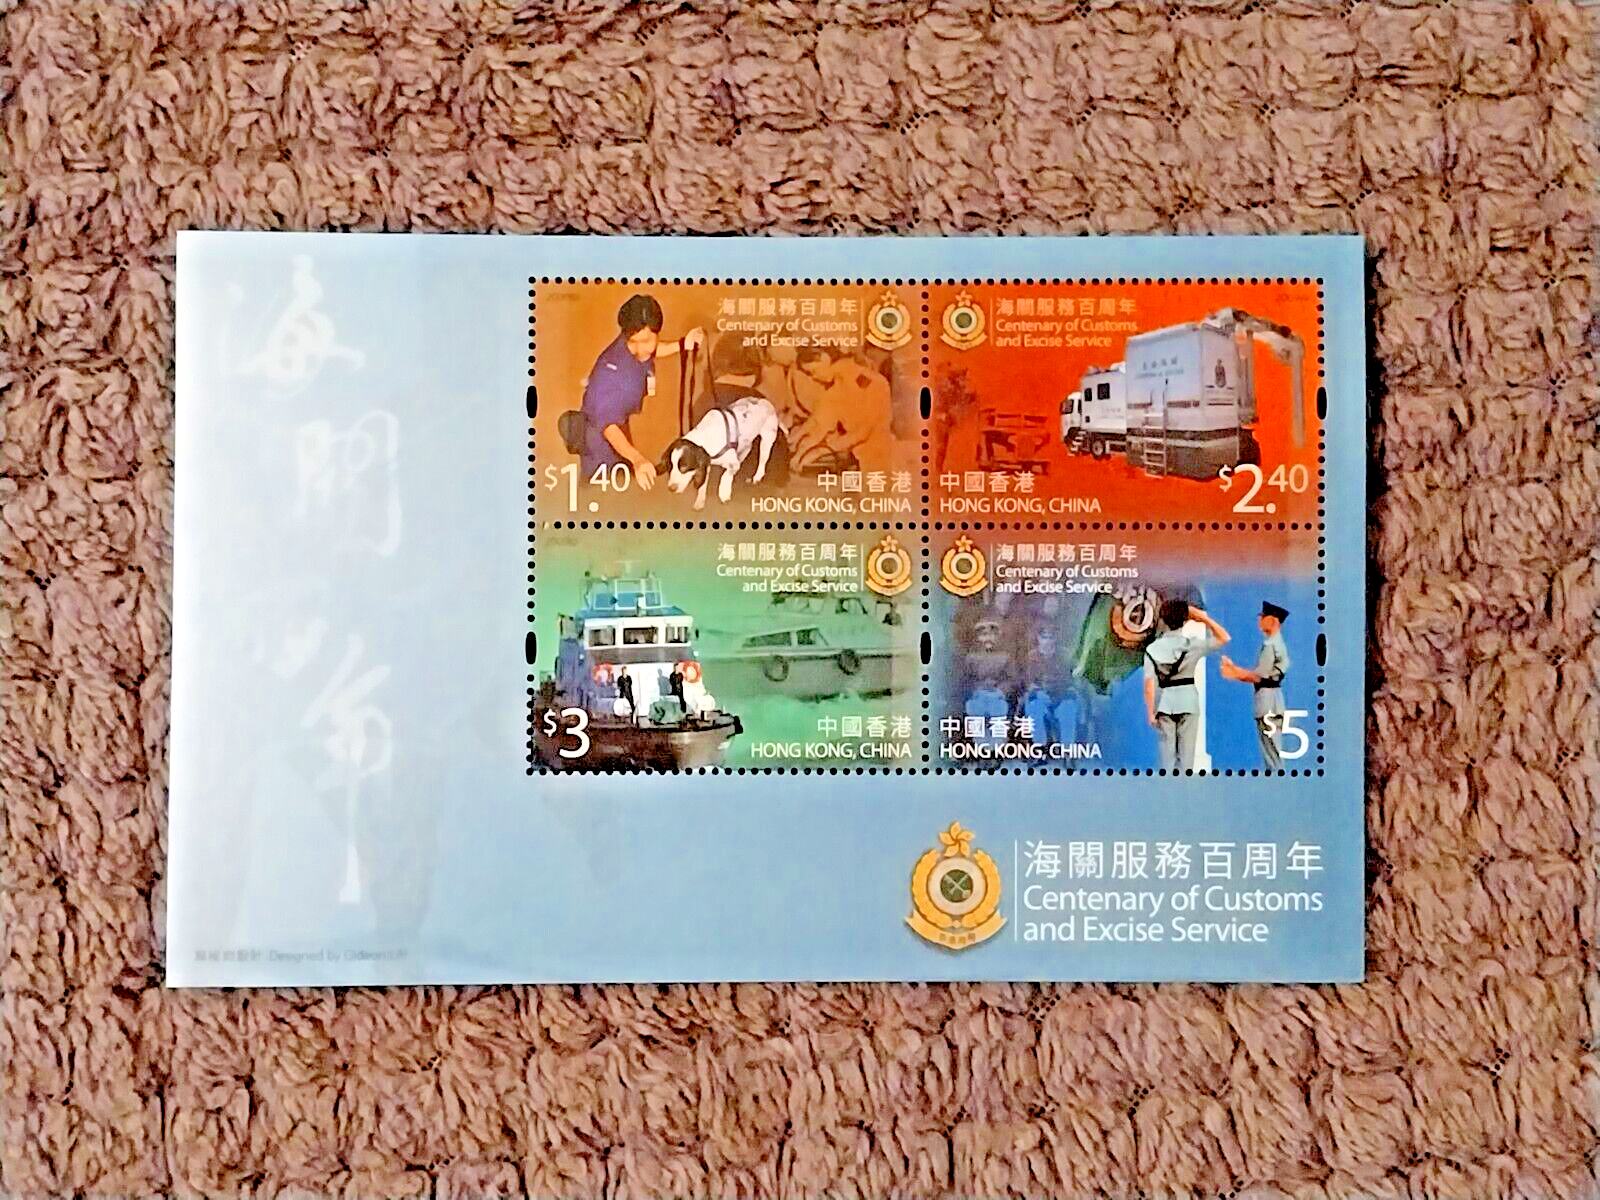 海關服務百周年
Centenary of Customs
and Excise Service
$1.40
中國香港
HONG KONG, CHINA
海關服務百周年
Centenary of Customs
and Excise Service
中國香港
HONG KONG, CHINA
$2.40
海關服務百周年
Centenary of Customs
and Excise Service
$3
中國香港
HONG KONG, CHINA
海關服務百周年
Centenary of Customs
and Excise Service
中國香港
HONG KONG, CHINA
$5
海關服務百周年
Centenary of Customs
and Excise Service
Designed by Gideon